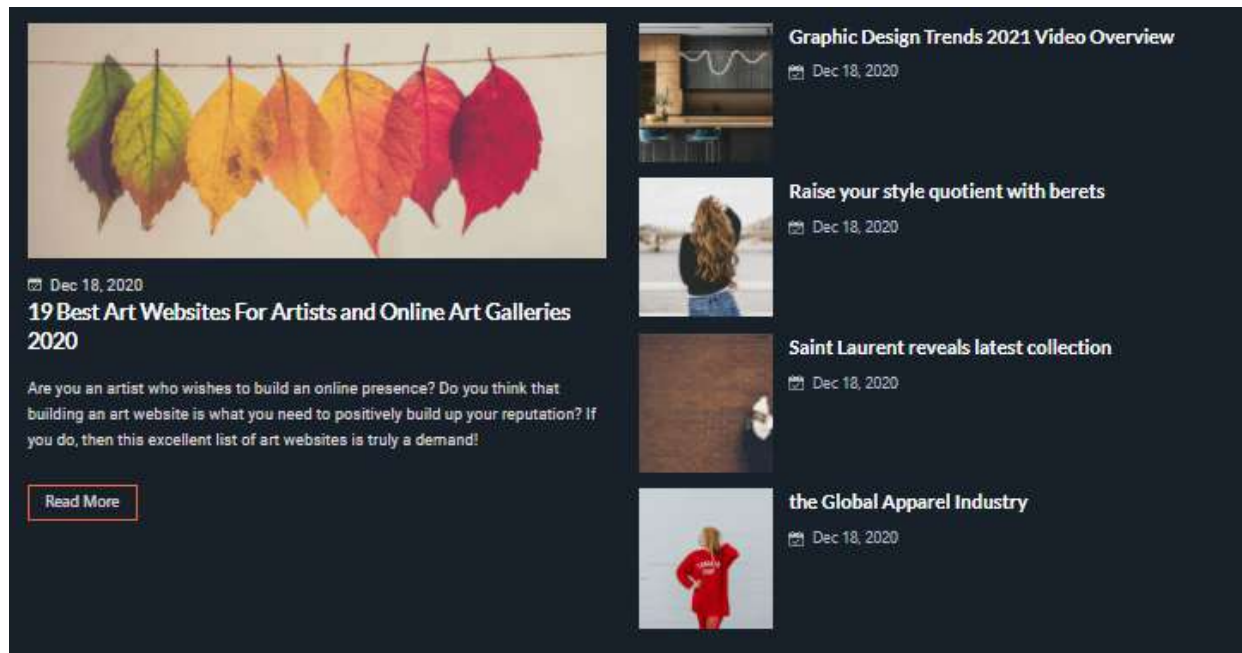 Dec 18, 2020
19 Best Art Websites For Artists and Online Art Galleries
2020
Are you an artist who wishes to build an online presence? Do you think that
building an art website is what you need to positively build up your reputation? If
you do, then this excellent list of art websites is truly a demand!
Read More
Graphic Design Trends 2021 Video Overview
Dec 18, 2020
Raise your style quotient with berets
Dec 18, 2020
Saint Laurent reveals latest collection
Dec 18, 2020
the Global Apparel Industry
Dec 18, 2020